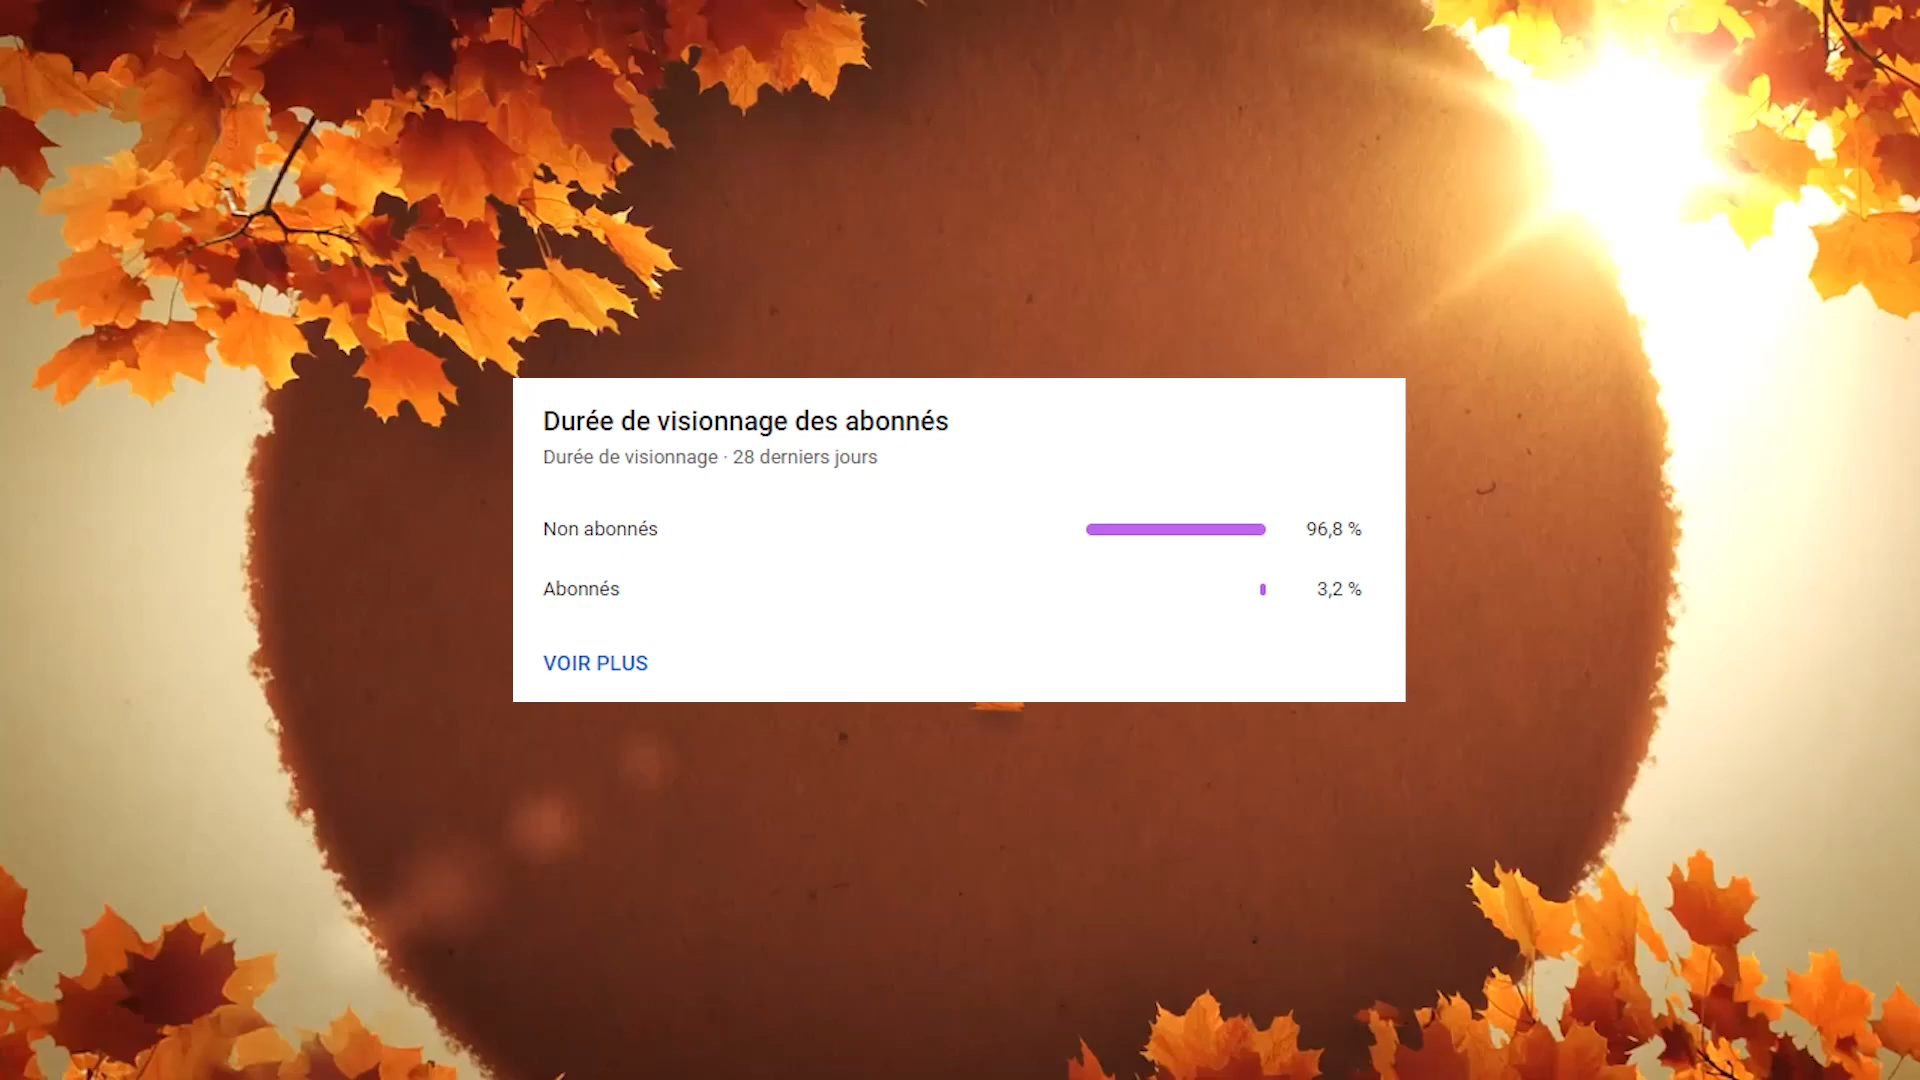 Durée de visionnage des abonnés
Durée de visionnage · 28 derniers jours
Non abonnés 96,8 %
Abonnés 3,2 %
VOIR PLUS